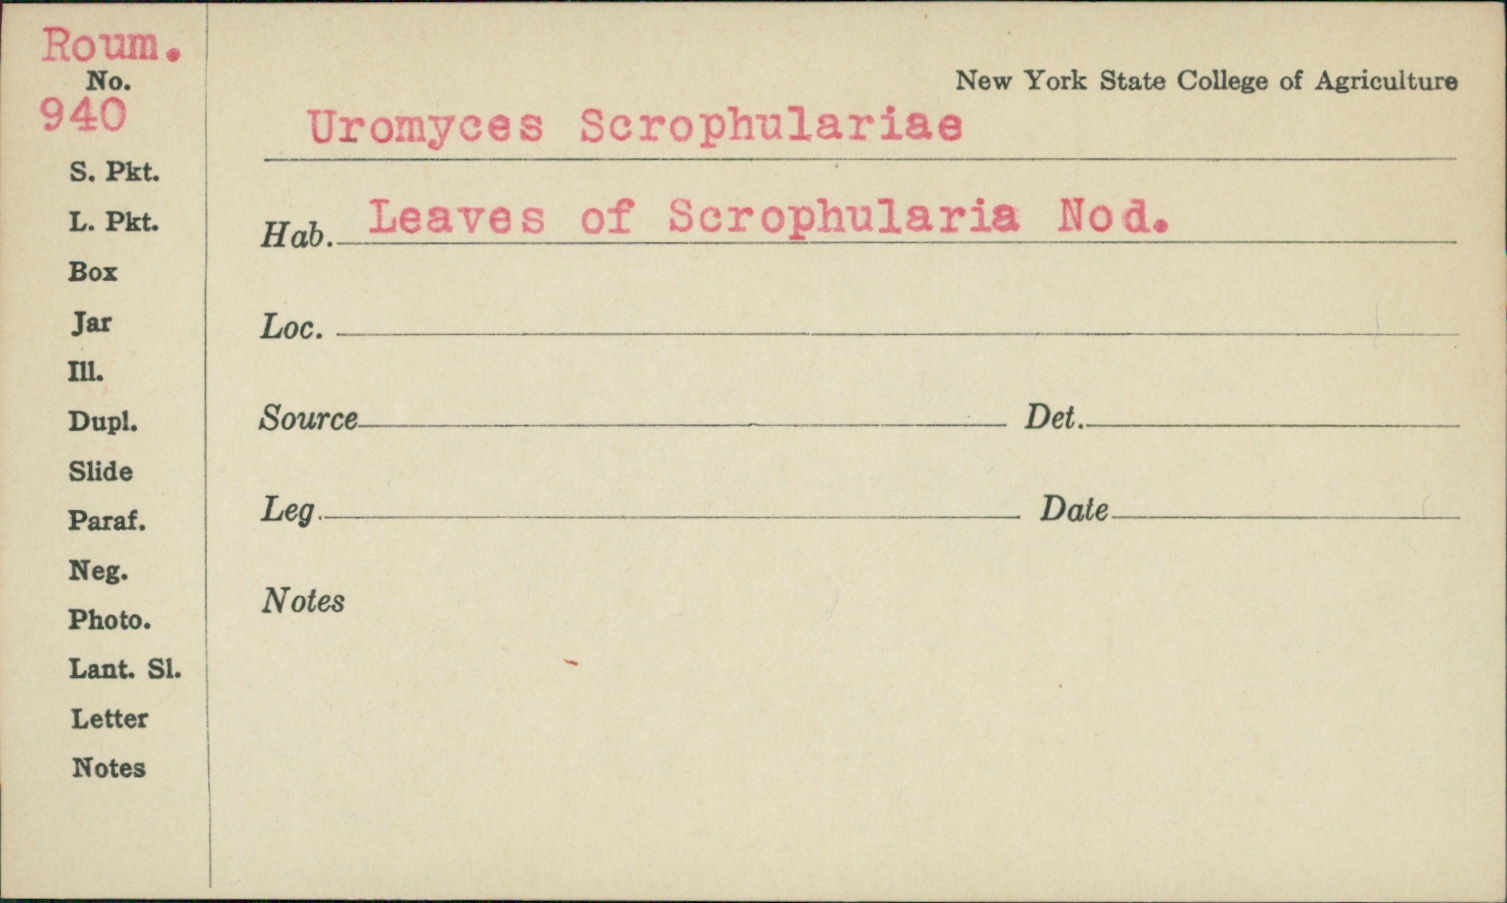 Roum.
No.
940
S. Pkt.
L. Pkt.
Box
Jar
Ill.
Dupl.
Slide
Paraf.
Neg.
Photo.
Lant. Sl.
Letter
Notes
New York State College of Agriculture
Uromyces Scrophulariae
Hab. Leaves of Scrophularia Nod.
Loc.
Source Det.
Leg. Date
Notes